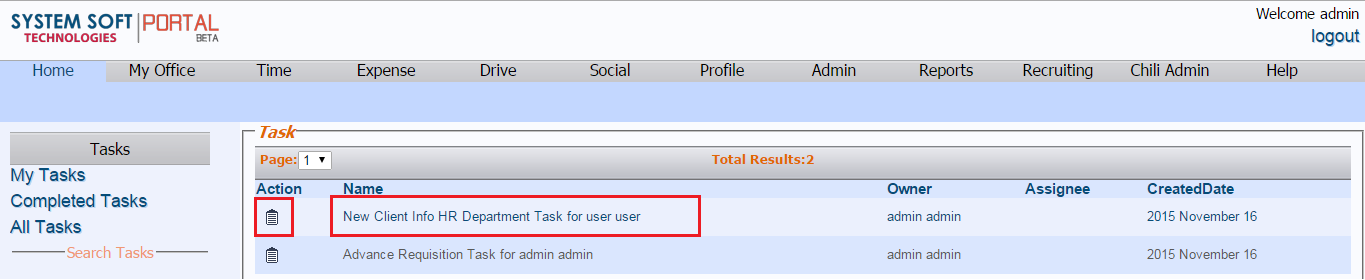 SYSTEM SOFT
TECHNOLOGIES
PORTAL
BETA
Welcome admin
logout
Home My Office Time Expense Drive Social Profile Admin Reports Recruiting Chili Admin Help
Tasks
My Tasks
Completed Tasks
All Tasks
Search Tasks
Task
Page: 1 Total Results:2
Action Name Owner Assignee CreatedDate
New Client Info HR Department Task for user user admin admin 2015 November 16
Advance Requisition Task for admin admin admin admin 2015 November 16